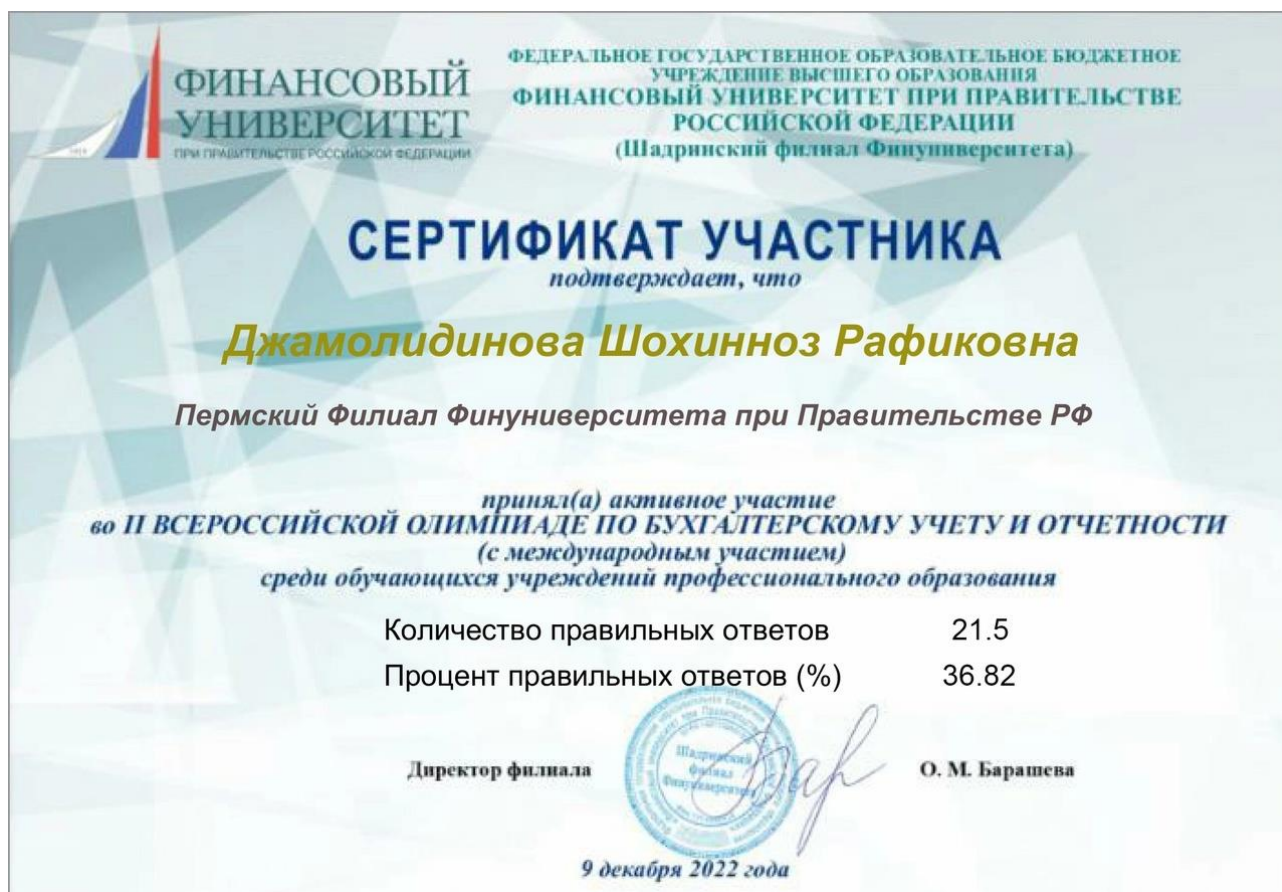 ФИНАНСОВЫЙ
УНИВЕРСИТЕТ
ПРИ ПРАВИТЕЛЬСТВЕ РОССИЙСКОЙ ФЕДЕРАЦИИ
ФЕДЕРАЛЬНОЕ ГОСУДАРСТВЕННОЕ ОБРАЗОВАТЕЛЬНОЕ БЮДЖЕТНОЕ
УЧРЕЖДЕНИЕ ВЫСШЕГО ОБРАЗОВАНИЯ
ФИНАНСОВЫЙ УНИВЕРСИТЕТ ПРИ ПРАВИТЕЛЬСТВЕ
РОССИЙСКОЙ ФЕДЕРАЦИИ
(Шадринский филиал Финуниверситета)
СЕРТИФИКАТ УЧАСТНИКА
подтверждает, что
Джамолидинова Шохинноз Рафиковна
Пермский Филиал Финуниверситета при Правительстве РФ
принял(а) активное участие
во II ВСЕРОССИЙСКОЙ ОЛИМПИАДЕ ПО БУХГАЛТЕРСКОМУ УЧЕТУ И ОТЧЕТНОСТИ
(с международным участием)
среди обучающихся учреждений профессионального образования
Количество правильных ответов 21.5
Процент правильных ответов (%) 36.82
Шадринский
филиал
Финуниверситета
Директор филиала О. М. Барашева
9 декабря 2022 года